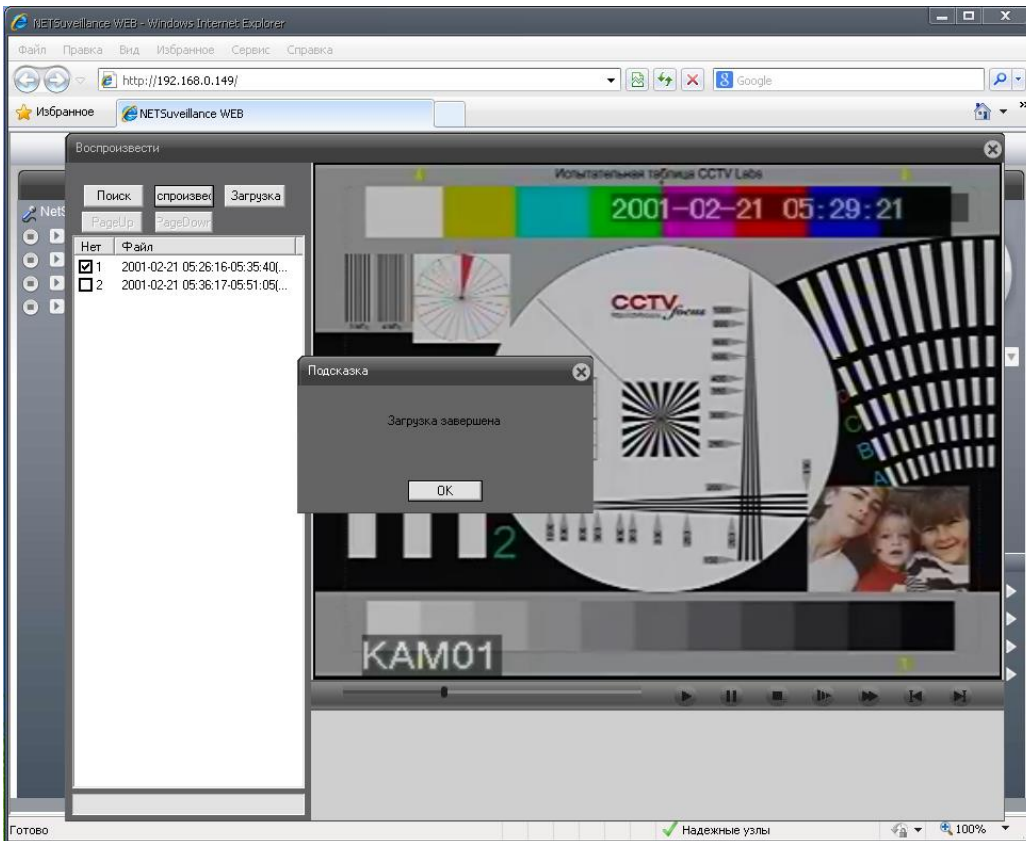 NETSuveillance WEB - Windows Internet Explorer
Файл Правка Вид Избранное Сервис Справка
http://192.168.0.149/
Google
Избранное
NETSuveillance WEB
Воспроизвести
Поиск спроизвес Загрузка
PageUp PageDown
Нет Файл
1 2001-02-21 05:26:16-05:35:40(...
2 2001-02-21 05:36:17-05:51:05(...
NetS
Испытательная таблица CCTV Labs
2001-02-21 05:29:21
CCTV
focus
D
C
B
A
2
KAM01
Подсказка
Загрузка завершена
OK
Готово
Надежные узлы
100%